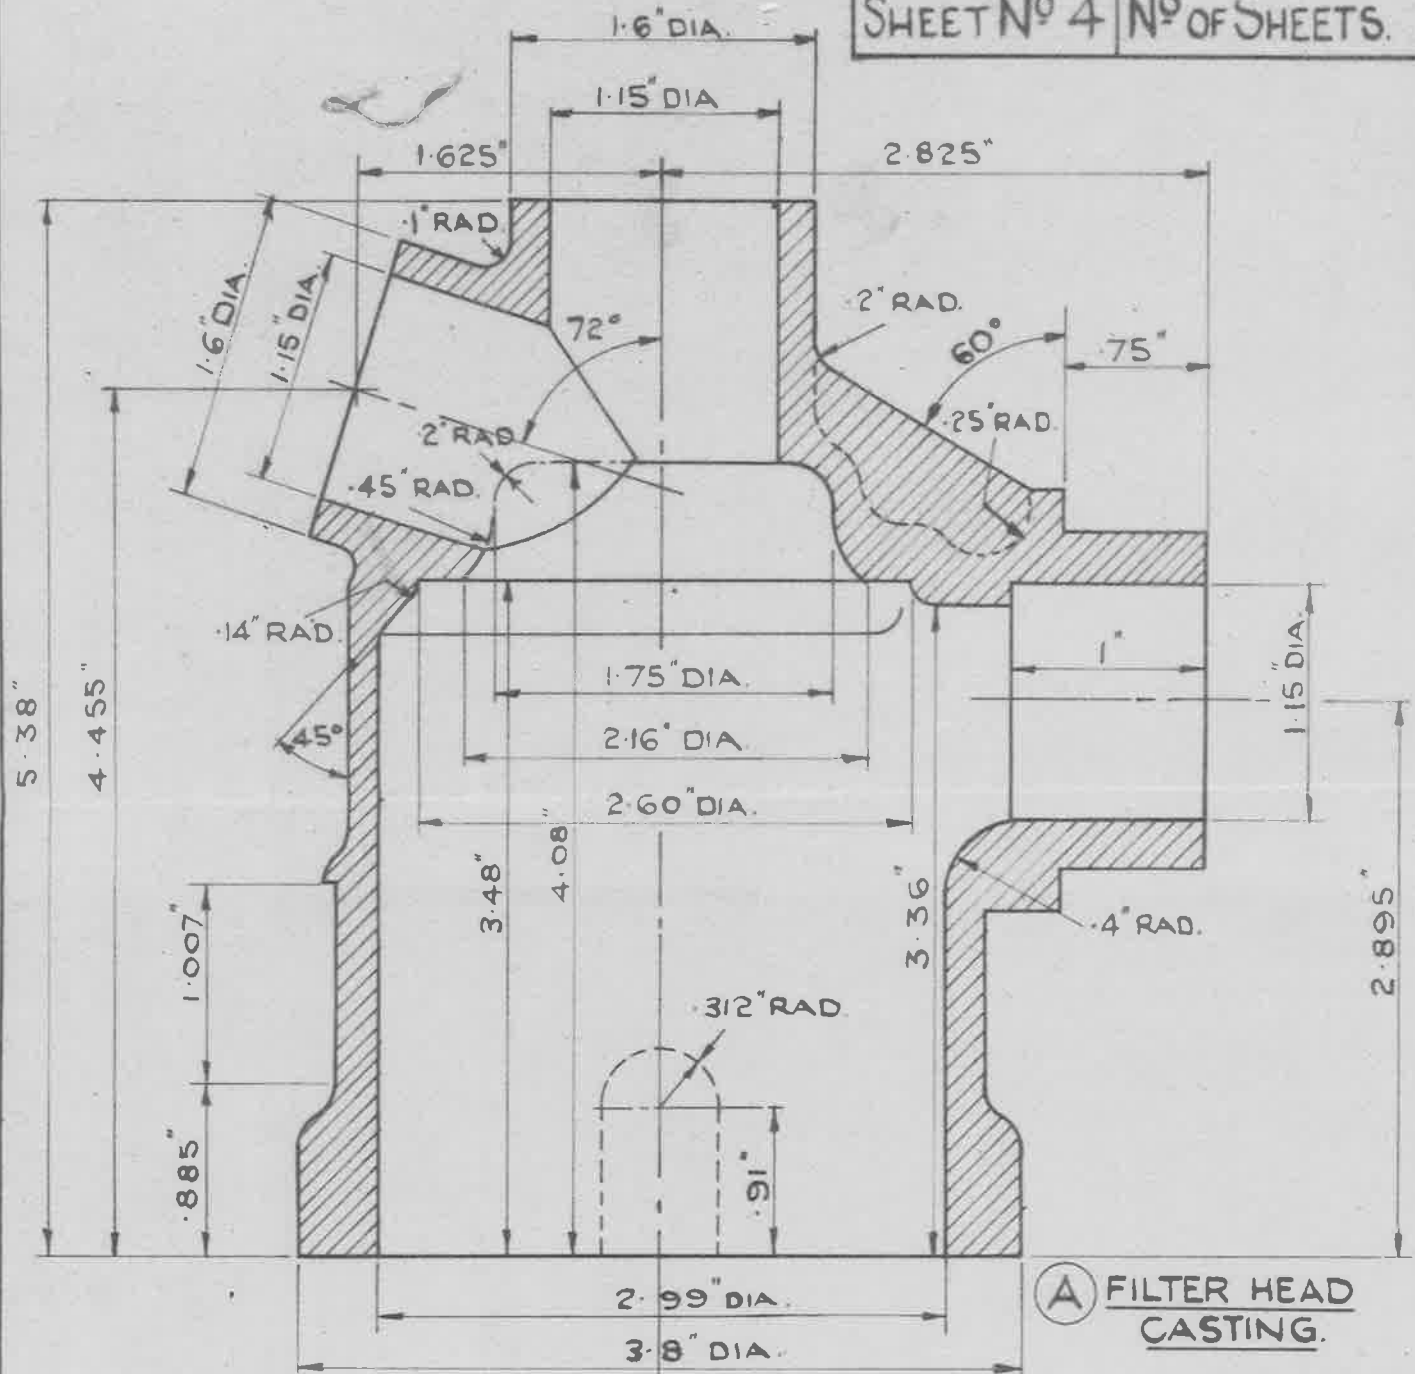 SHEET Nº 4 Nº OF SHEETS.
1·6" DIA.
1·15" DIA
1·625"
2·825"
·1" RAD.
1·6" DIA.
1·15" DIA.
72°
·2" RAD.
60°
·75"
·25" RAD.
·2" RAD
·45" RAD.
·14" RAD.
1·75" DIA.
1"
1·15" DIA.
5·38"
4·455"
45°
2·16" DIA
2·60" DIA.
3·48"
4·08"
3·36"
·4" RAD.
2·895"
1·007"
·312" RAD.
·885"
·91"
2·99" DIA.
3·8" DIA.
A FILTER HEAD
CASTING.